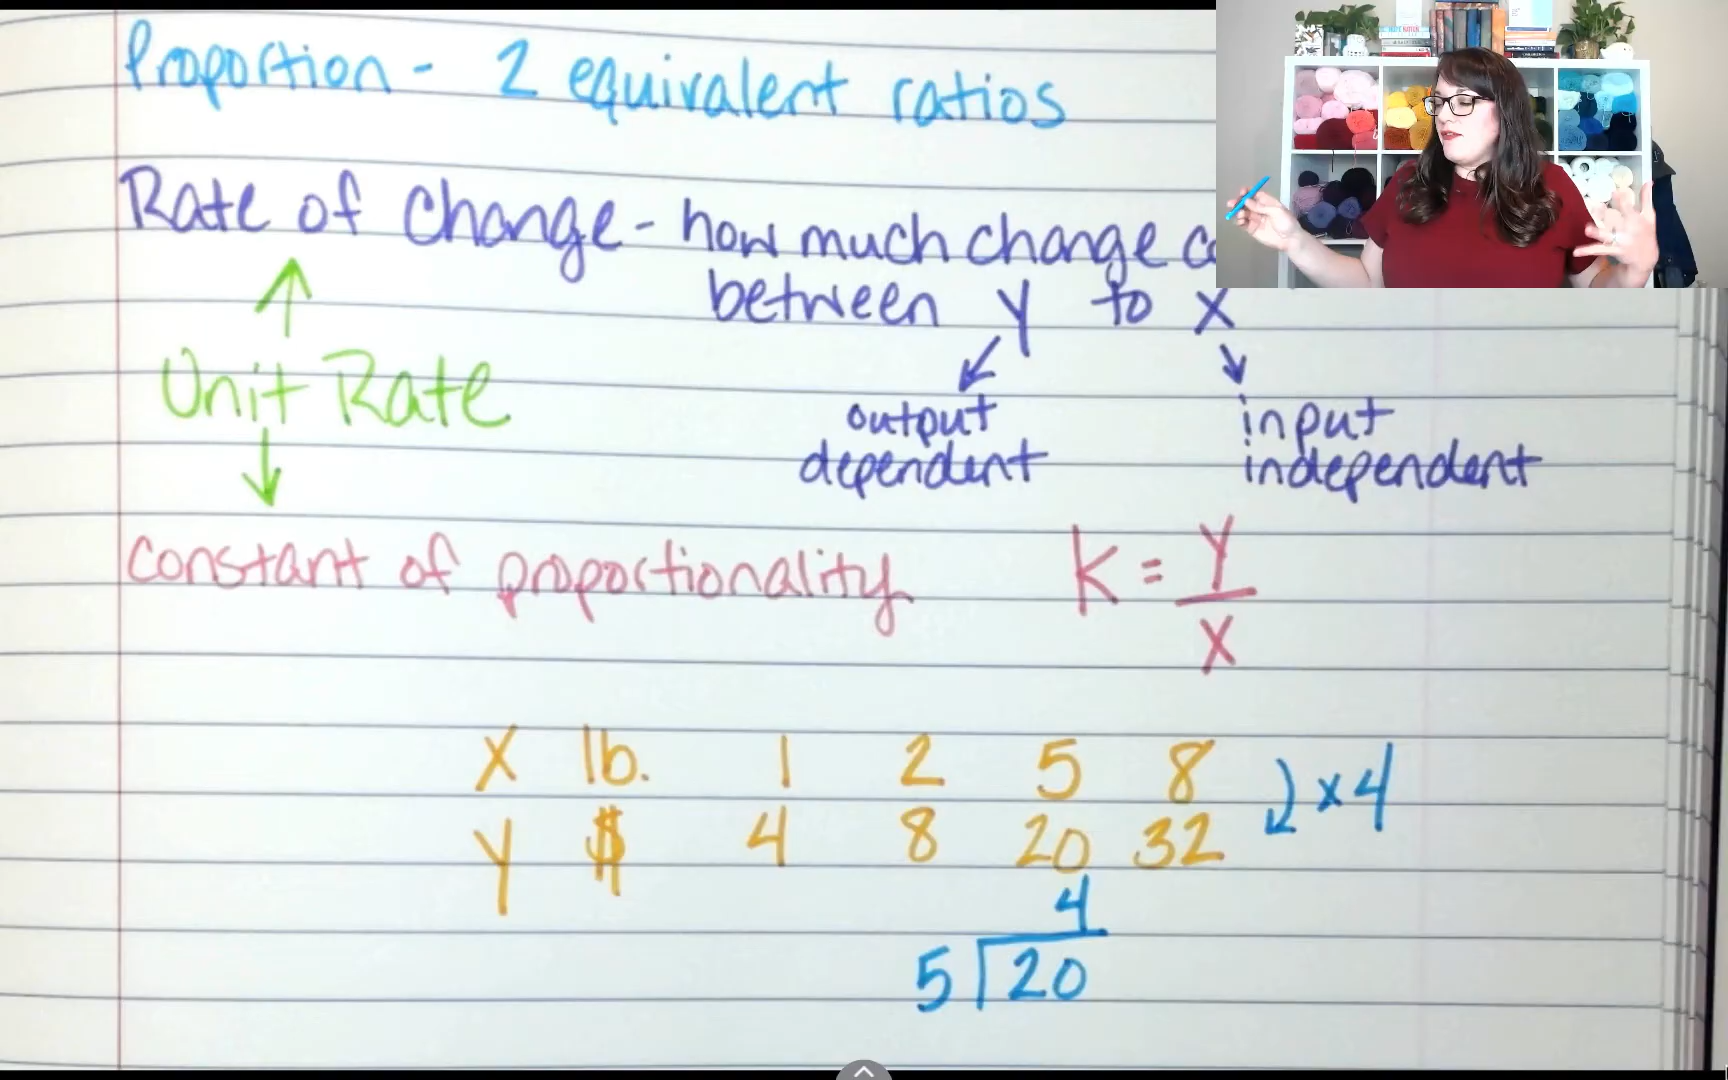 Proportion - 2 equivalent ratios
Rate of Change - how much change
between y to x
Unit Rate
output
dependent
input
independent
constant of proportionality
K = y
x
x lb. 1 2 5 8
y $ 4 8 20 32
x 4
4
5 20